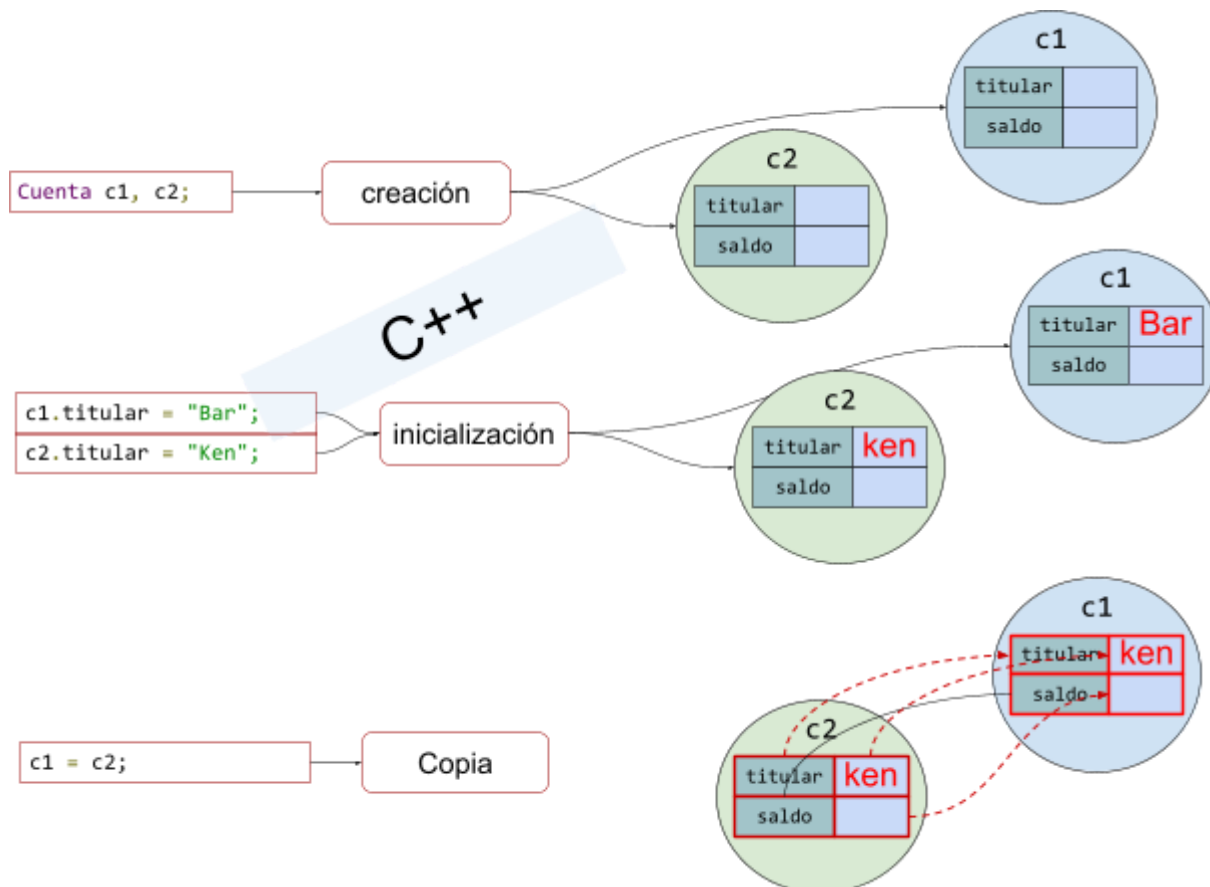 c1
titular
saldo
c2
titular
saldo
Cuenta c1, c2;
creación
C++
c1
titular Bar
saldo
c2
titular ken
saldo
c1.titular = "Bar";
c2.titular = "Ken";
inicialización
c1
titular ken
saldo
c2
titular ken
saldo
c1 = c2;
Copia